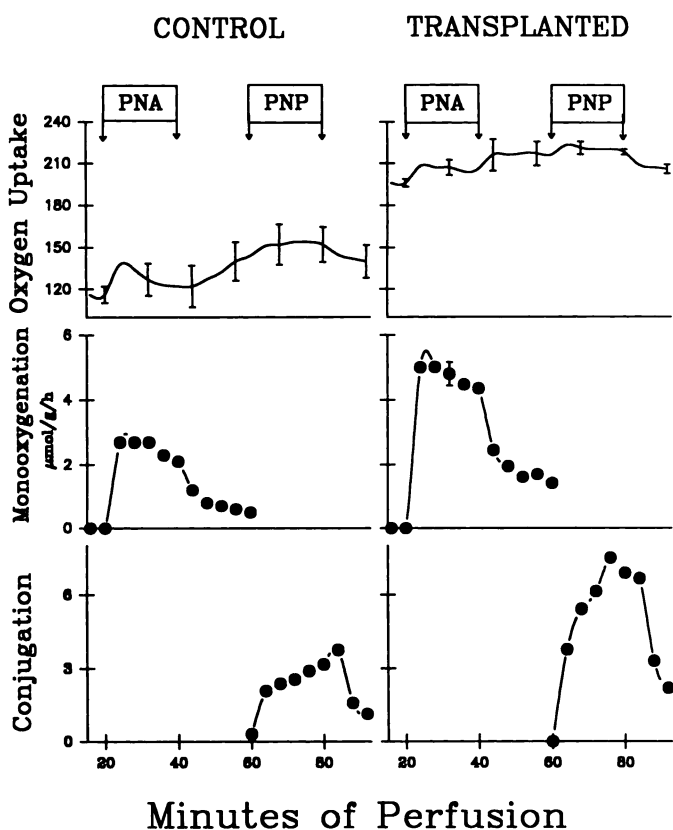 CONTROL TRANSPLANTED
PNA PNP PNA PNP
Oxygen Uptake
240
210
180
150
120
Monooxygenation
μmol/g/h
6
4
2
0
Conjugation
6
3
0
20 40 60 80 20 40 60 80
Minutes of Perfusion